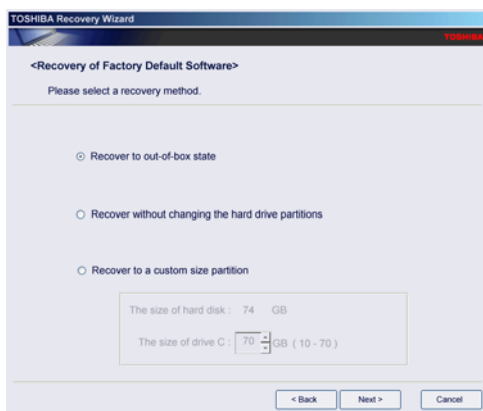 TOSHIBA Recovery Wizard
TOSHIBA
<Recovery of Factory Default Software>
Please select a recovery method.
Recover to out-of-box state
Recover without changing the hard drive partitions
Recover to a custom size partition
The size of hard disk : 74 GB
The size of drive C : 70 GB ( 10 - 70 )
< Back Next > Cancel